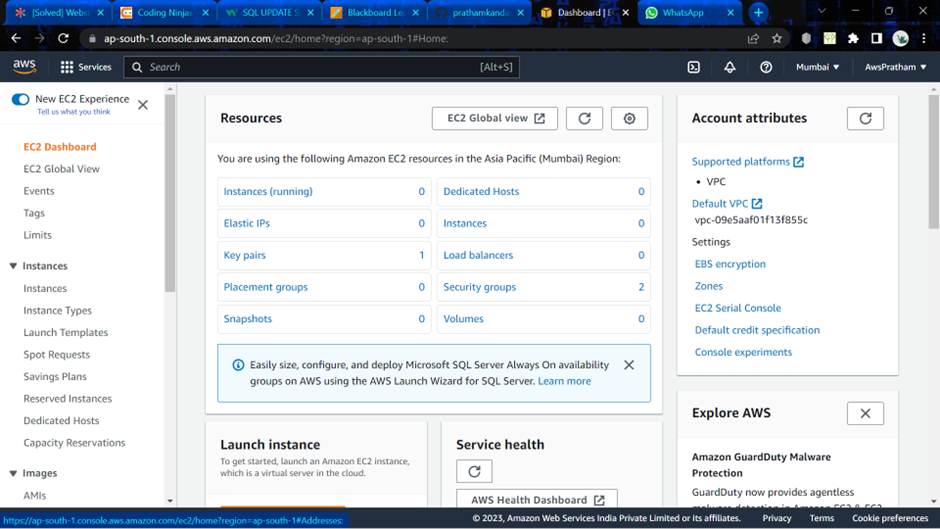 {Solved} Websit
Coding Ninjas
SQL UPDATE S
Blackboard Le
prathamkanda
Dashboard | EC
WhatsApp
ap-south-1.console.aws.amazon.com/ec2/home?region=ap-south-1#Home:
aws
Services
Search
[Alt+S]
Mumbai
AwsPratham
New EC2 Experience
Tell us what you think
EC2 Dashboard
EC2 Global View
Events
Tags
Limits
Instances
Instances
Instance Types
Launch Templates
Spot Requests
Savings Plans
Reserved Instances
Dedicated Hosts
Capacity Reservations
Images
AMIs
Resources
EC2 Global view
You are using the following Amazon EC2 resources in the Asia Pacific (Mumbai) Region:
Instances (running) 0
Dedicated Hosts 0
Elastic IPs 0
Instances 0
Key pairs 1
Load balancers 0
Placement groups 0
Security groups 2
Snapshots 0
Volumes 0
Easily size, configure, and deploy Microsoft SQL Server Always On availability
groups on AWS using the AWS Launch Wizard for SQL Server. Learn more
Launch instance
To get started, launch an Amazon EC2 instance,
which is a virtual server in the cloud.
Service health
AWS Health Dashboard
Account attributes
Supported platforms
• VPC
Default VPC
vpc-09e5aaf01f13f855c
Settings
EBS encryption
Zones
EC2 Serial Console
Default credit specification
Console experiments
Explore AWS
Amazon GuardDuty Malware
Protection
GuardDuty now provides agentless
https://ap-south-1.console.aws.amazon.com/ec2/home?region=ap-south-1#Addresses:
© 2023, Amazon Web Services India Private Limited or its affiliates.
Privacy
Terms
Cookie preferences